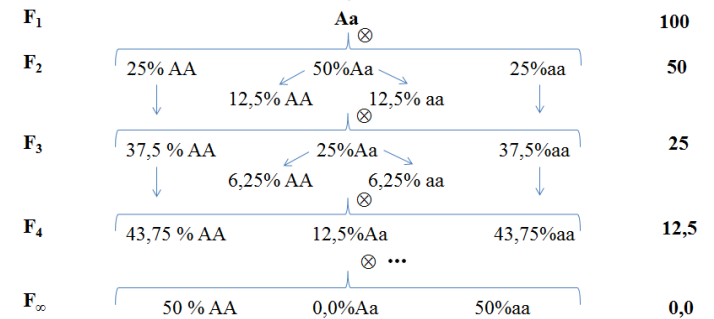 F₁ Aa 100
⊗
F₂ 25% AA 50%Aa 25%aa 50
12,5% AA 12,5% aa
⊗
F₃ 37,5 % AA 25%Aa 37,5%aa 25
6,25% AA 6,25% aa
⊗
F₄ 43,75 % AA 12,5%Aa 43,75%aa 12,5
⊗ ...
F∞ 50 % AA 0,0%Aa 50%aa 0,0